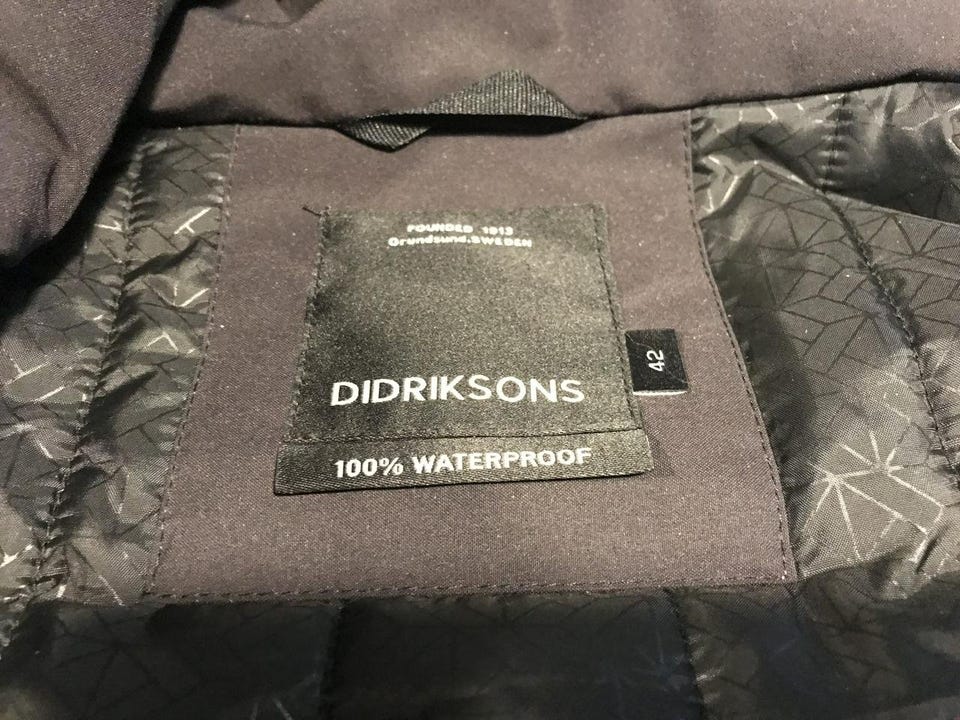 FOUNDED 1913
Grundsund.SWEDEN
DIDRIKSONS
42
100% WATERPROOF